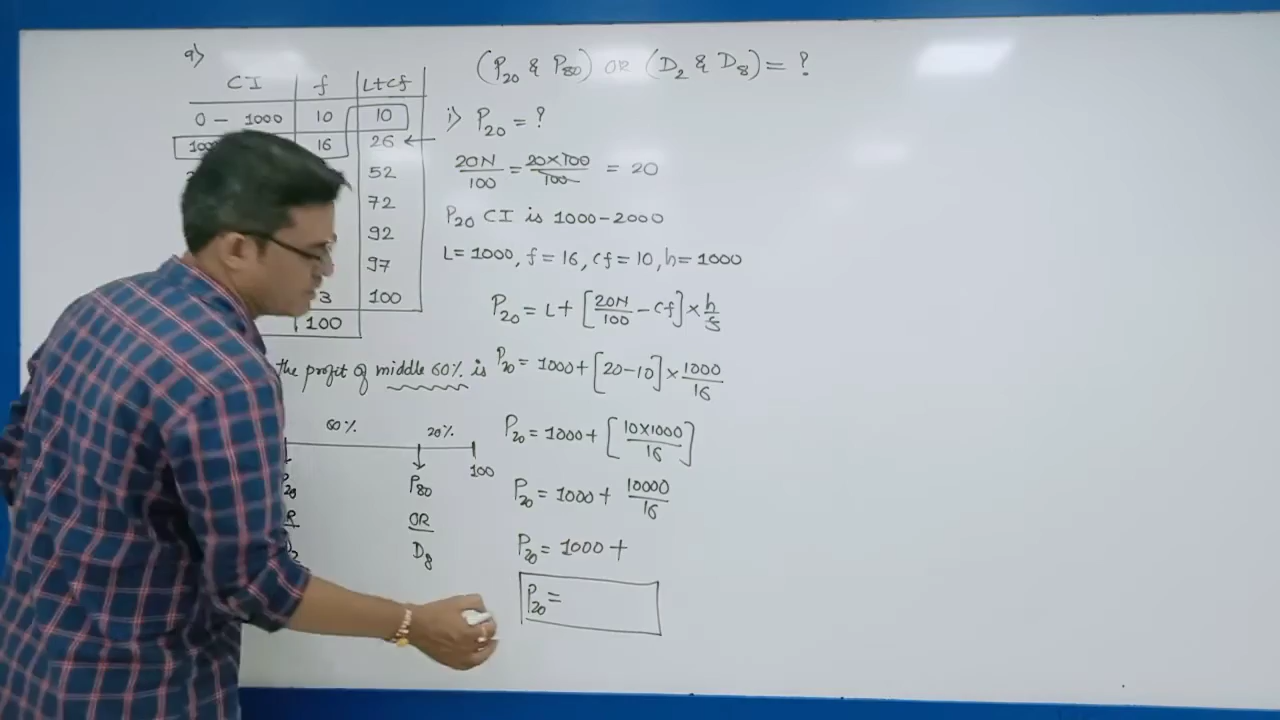 a)
CI f L+Cf
0 - 1000 10 10
16 26 ←
52
72
92
97
3 100
100
the profit of middle 60% is
60% 20%
100
P20 P80
OR
D2 D8
(P20 & P80) OR (D2 & D8) = ?
i) P20 = ?
20N/100 = 20×100/100 = 20
P20 CI is 1000-2000
L= 1000, f = 16, Cf = 10, h= 1000
P20 = L + [20N/100 - Cf] × h/f
P20 = 1000 + [20-10] × 1000/16
P20 = 1000 + [10×1000/16]
P20 = 1000 + 10000/16
P20 = 1000 +
P20 =